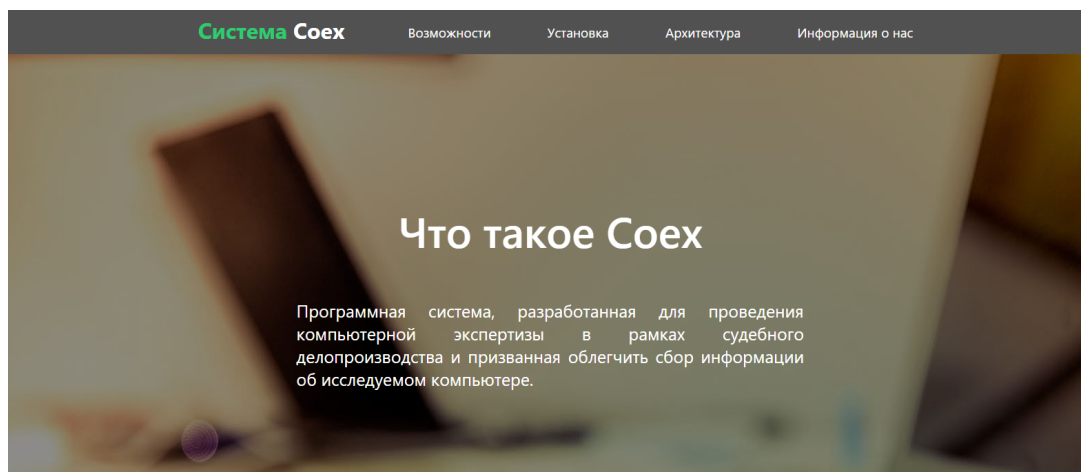 Система Coex Возможности Установка Архитектура Информация о нас
Что такое Coex
Программная система, разработанная для проведения
компьютерной экспертизы в рамках судебного
делопроизводства и призванная облегчить сбор информации
об исследуемом компьютере.